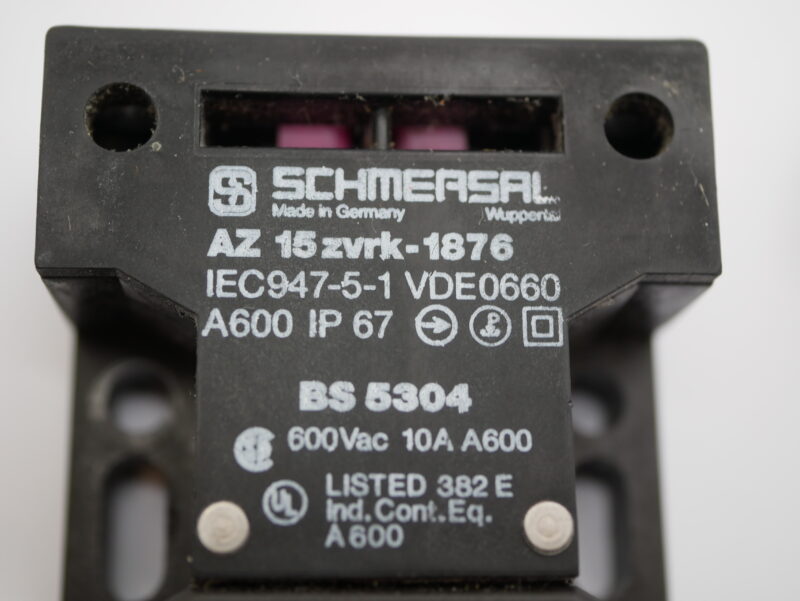 SCHMERSAL
Made in Germany Wuppertal
AZ 15 zvrk-1876
IEC947-5-1 VDE0660
A600 IP 67
BS 5304
600Vac 10A A600
LISTED 382 E
UL
Ind. Cont. Eq.
A600